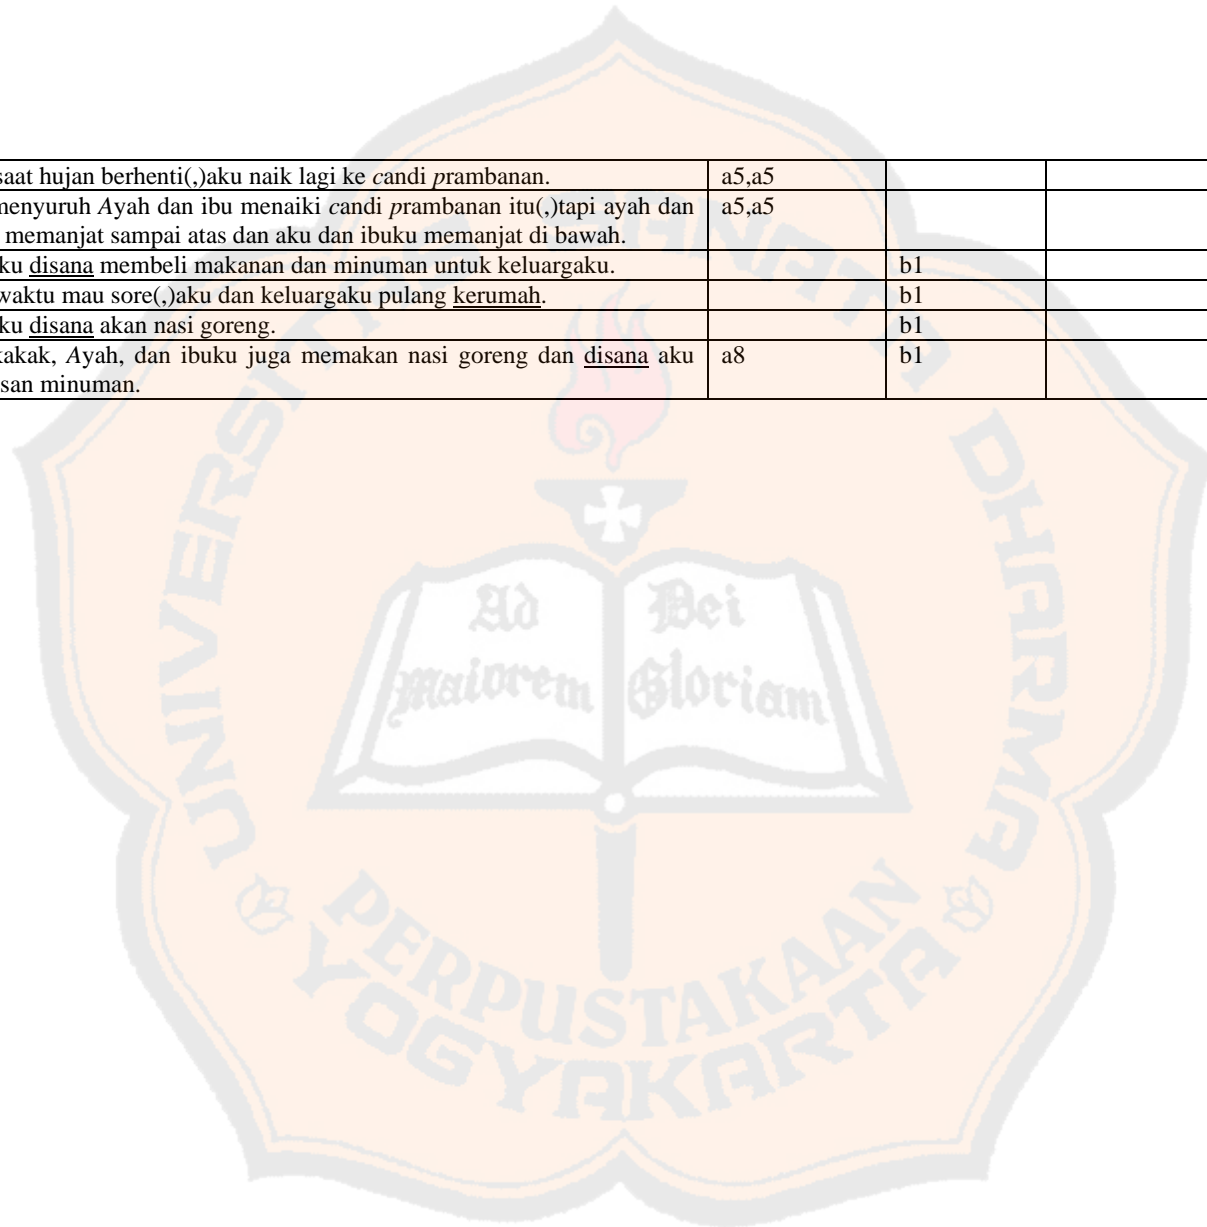 saat hujan berhenti(,)aku naik lagi ke candi prambanan. a5,a5
menyuruh Ayah dan ibu menaiki candi prambanan itu(,)tapi ayah dan a5,a5
memanjat sampai atas dan aku dan ibuku memanjat di bawah.
ku disana membeli makanan dan minuman untuk keluargaku. b1
waktu mau sore(,)aku dan keluargaku pulang kerumah. b1
ku disana akan nasi goreng. b1
kakak, Ayah, dan ibuku juga memakan nasi goreng dan disana aku a8 b1
san minuman.
UNIVERSITAS SANATA DHARMA
Ad Dei
maiorem Gloriam
PERPUSTAKAAN
YOGYAKARTA